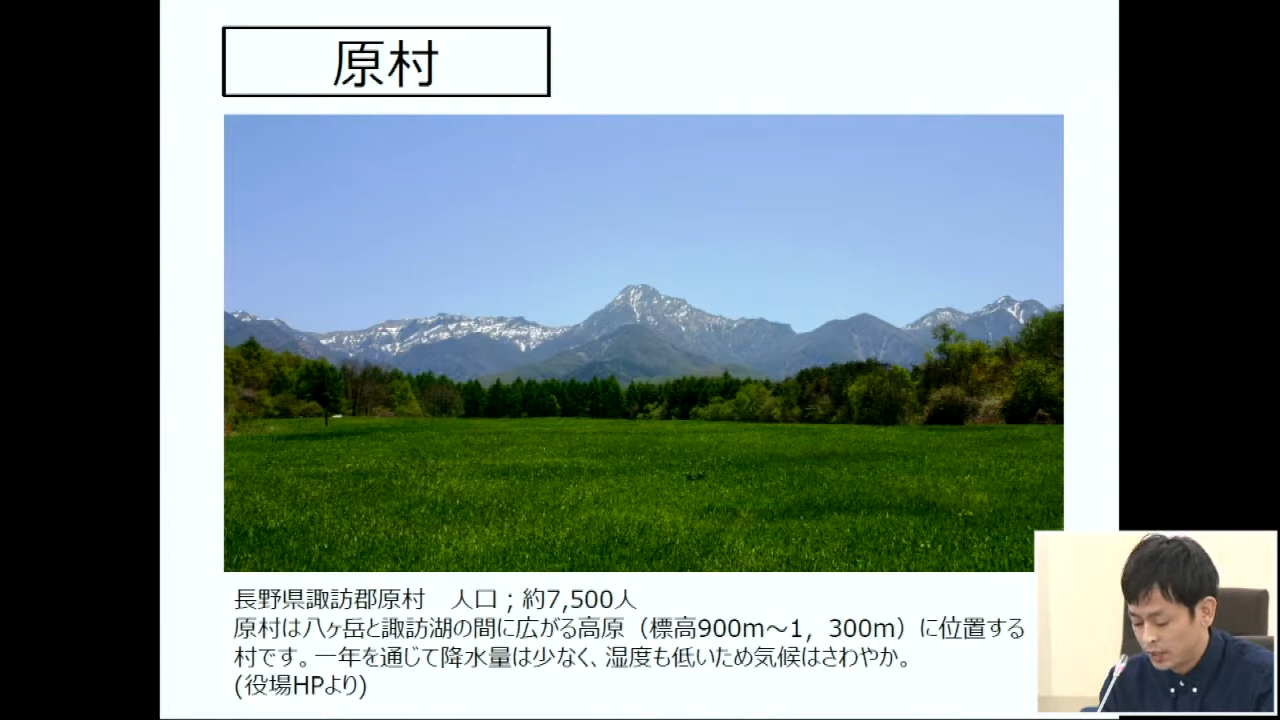 原村
長野県諏訪郡原村　人口；約7,500人
原村は八ヶ岳と諏訪湖の間に広がる高原（標高900m～1，300m）に位置する
村です。一年を通じて降水量は少なく、湿度も低いため気候はさわやか。
(役場HPより)